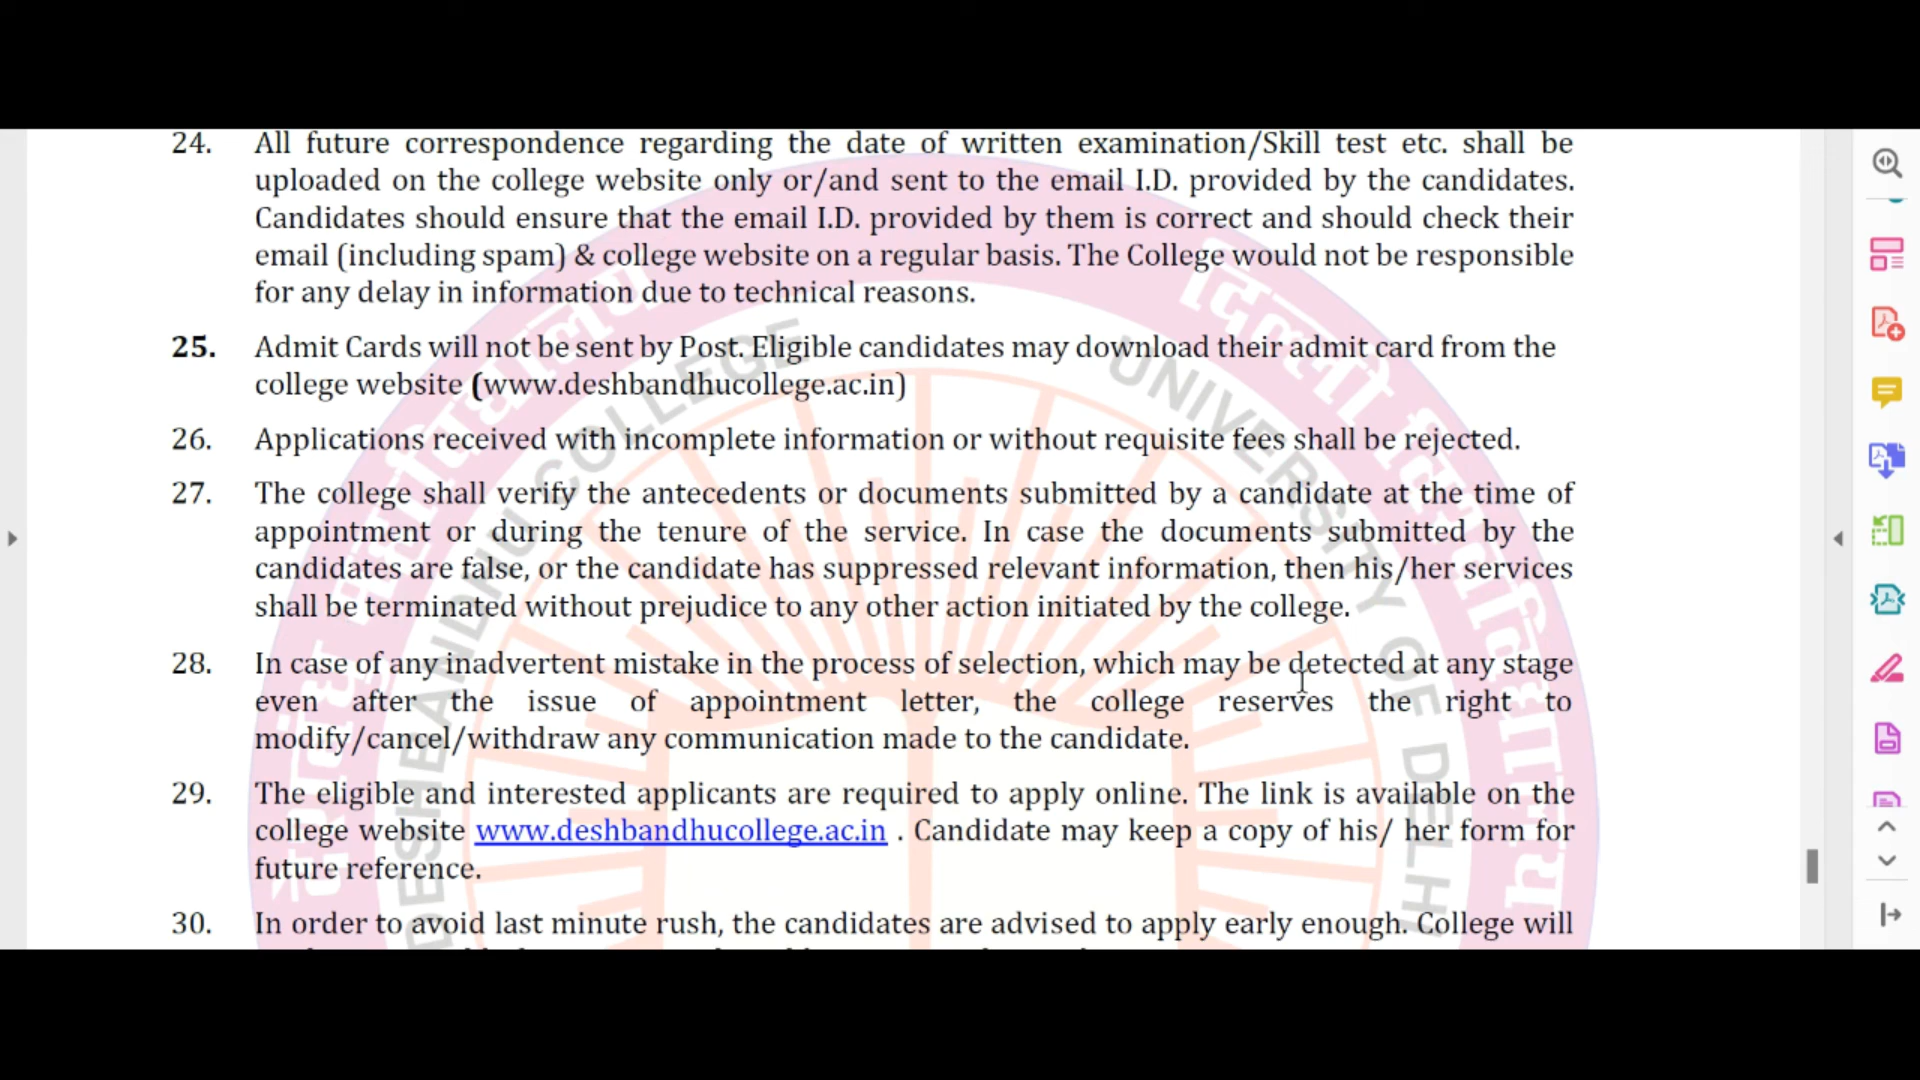 24. All future correspondence regarding the date of written examination/Skill test etc. shall be
uploaded on the college website only or/and sent to the email I.D. provided by the candidates.
Candidates should ensure that the email I.D. provided by them is correct and should check their
email (including spam) & college website on a regular basis. The College would not be responsible
for any delay in information due to technical reasons.
25. Admit Cards will not be sent by Post. Eligible candidates may download their admit card from the
college website (www.deshbandhucollege.ac.in)
26. Applications received with incomplete information or without requisite fees shall be rejected.
27. The college shall verify the antecedents or documents submitted by a candidate at the time of
appointment or during the tenure of the service. In case the documents submitted by the
candidates are false, or the candidate has suppressed relevant information, then his/her services
shall be terminated without prejudice to any other action initiated by the college.
28. In case of any inadvertent mistake in the process of selection, which may be detected at any stage
even after the issue of appointment letter, the college reserves the right to
modify/cancel/withdraw any communication made to the candidate.
29. The eligible and interested applicants are required to apply online. The link is available on the
college website www.deshbandhucollege.ac.in . Candidate may keep a copy of his/ her form for
future reference.
30. In order to avoid last minute rush, the candidates are advised to apply early enough. College will
DESHBANDHU COLLEGE
UNIVERSITY OF DELHI
दिल्ली विश्वविद्यालय